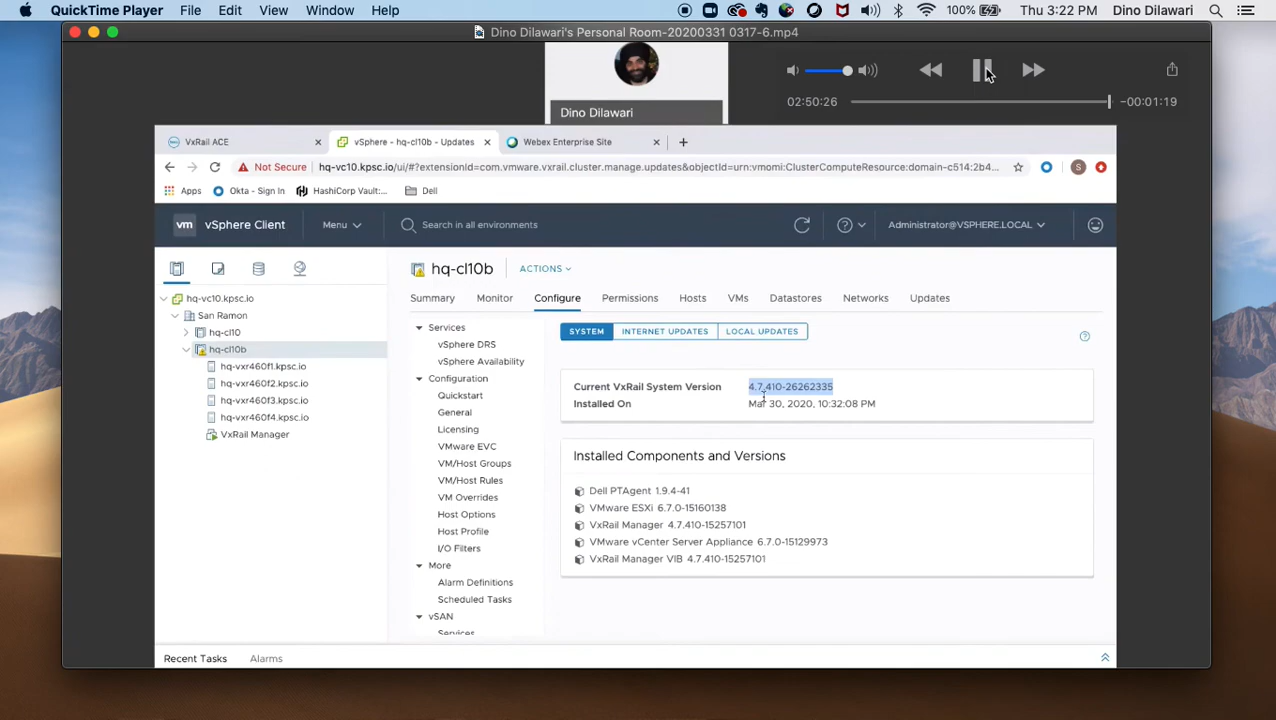 QuickTime Player File Edit View Window Help 100% Thu 3:22 PM Dino Dilawari
Dino Dilawari's Personal Room-20200331 0317-6.mp4
Dino Dilawari
02:50:26 -00:01:19
VxRail ACE vSphere - hq-cl10b - Updates Webex Enterprise Site
Not Secure hq-vc10.kpsc.io/ui/#?extensionId=com.vmware.vxrail.cluster.manage.updates&objectId=urn:vmomi:ClusterComputeResource:domain-c514:2b4... S
Apps Okta - Sign In HashiCorp Vault:... Dell
vm vSphere Client Menu Search in all environments Administrator@VSPHERE.LOCAL
hq-cl10b ACTIONS
Summary Monitor Configure Permissions Hosts VMs Datastores Networks Updates
hq-vc10.kpsc.io
San Ramon
hq-cl10
hq-cl10b
hq-vxr460f1.kpsc.io
hq-vxr460f2.kpsc.io
hq-vxr460f3.kpsc.io
hq-vxr460f4.kpsc.io
VxRail Manager
Services
vSphere DRS
vSphere Availability
Configuration
Quickstart
General
Licensing
VMware EVC
VM/Host Groups
VM/Host Rules
VM Overrides
Host Options
Host Profile
I/O Filters
More
Alarm Definitions
Scheduled Tasks
vSAN
Services
SYSTEM INTERNET UPDATES LOCAL UPDATES
Current VxRail System Version 4.7.410-26262335
Installed On Mar 30, 2020, 10:32:08 PM
Installed Components and Versions
Dell PTAgent 1.9.4-41
VMware ESXi 6.7.0-15160138
VxRail Manager 4.7.410-15257101
VMware vCenter Server Appliance 6.7.0-15129973
VxRail Manager VIB 4.7.410-15257101
Recent Tasks Alarms